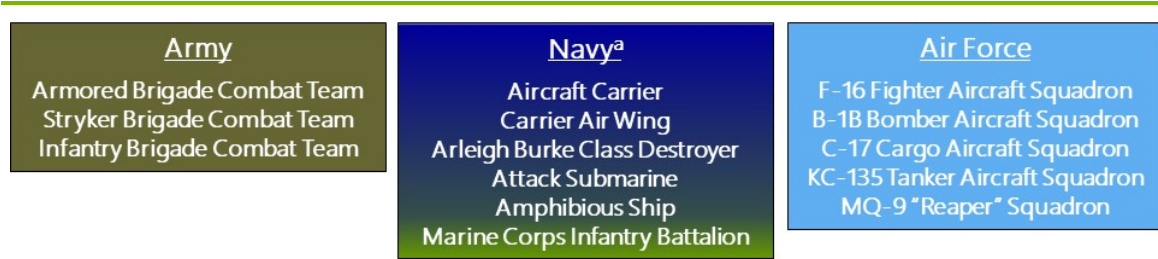 Army
Armored Brigade Combat Team
Stryker Brigade Combat Team
Infantry Brigade Combat Team
Navyᵃ
Aircraft Carrier
Carrier Air Wing
Arleigh Burke Class Destroyer
Attack Submarine
Amphibious Ship
Marine Corps Infantry Battalion
Air Force
F-16 Fighter Aircraft Squadron
B-1B Bomber Aircraft Squadron
C-17 Cargo Aircraft Squadron
KC-135 Tanker Aircraft Squadron
MQ-9 “Reaper” Squadron